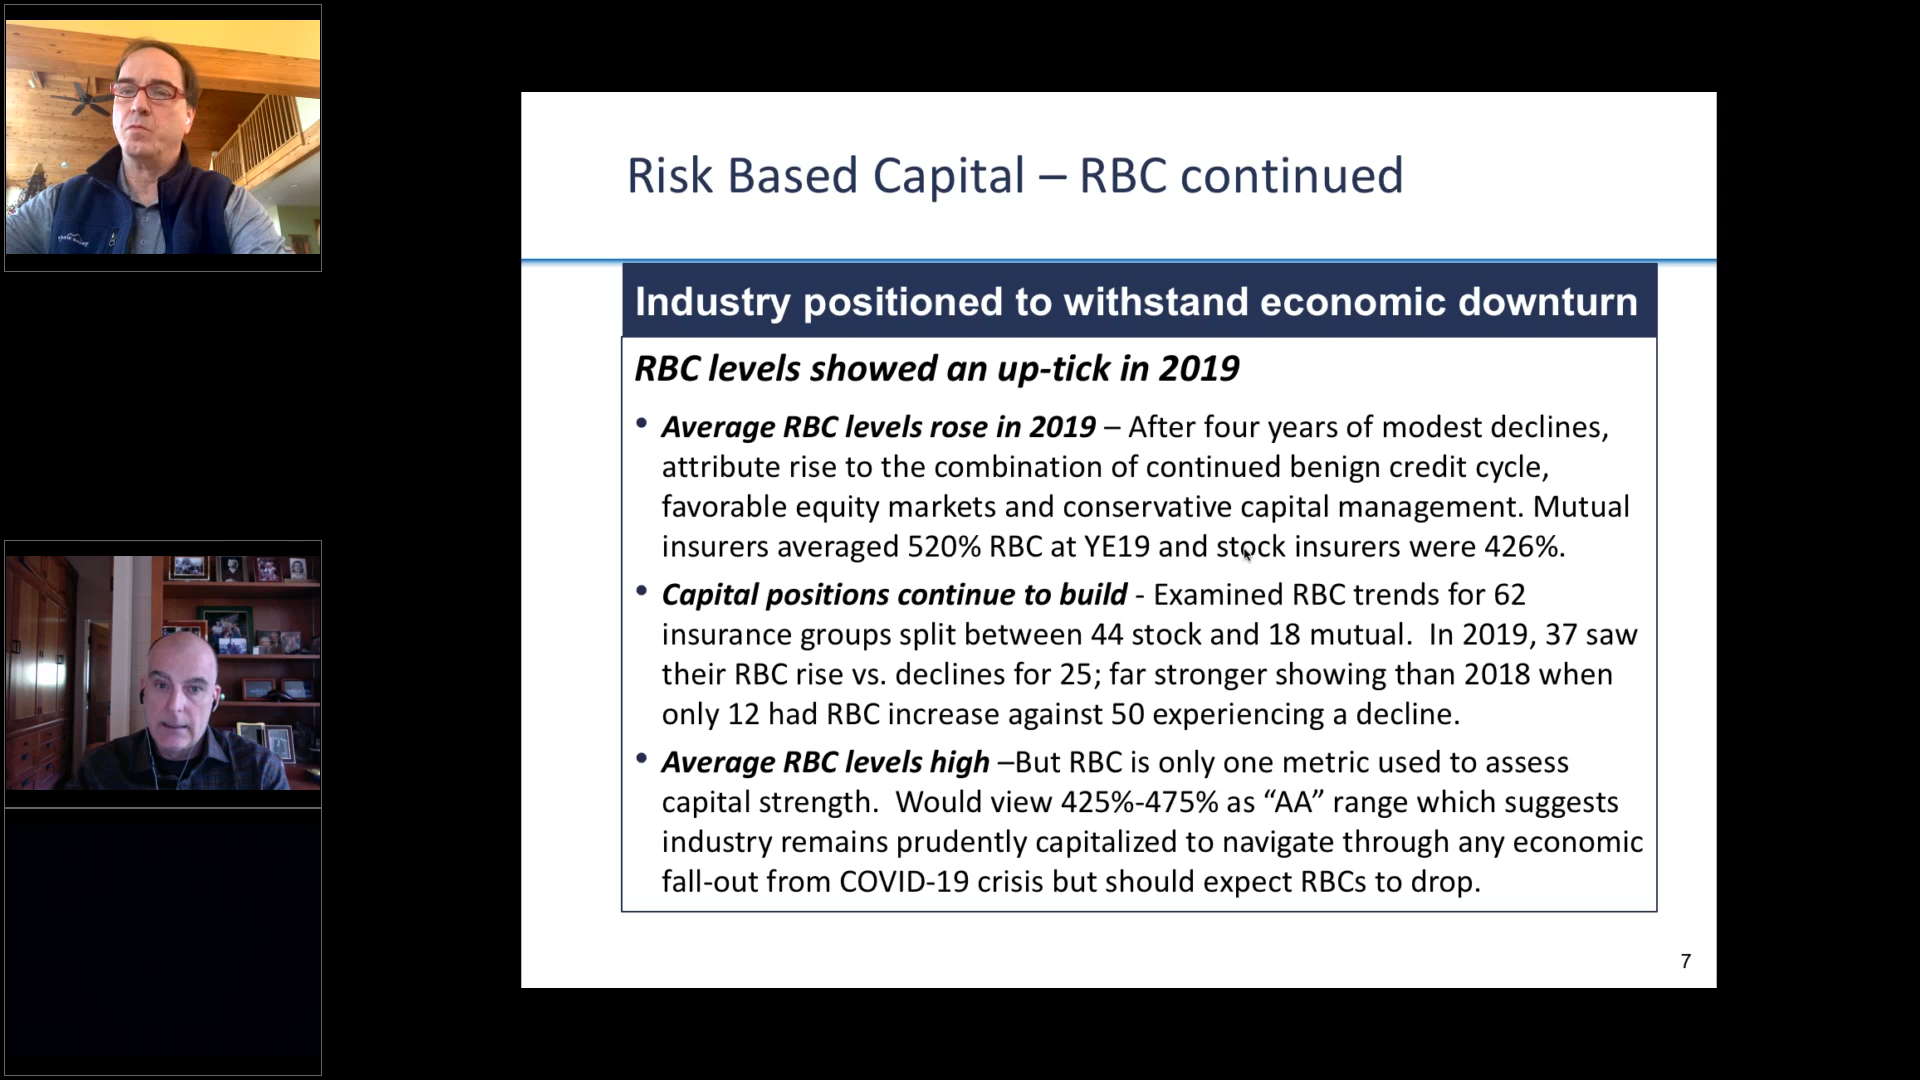 Risk Based Capital – RBC continued
Industry positioned to withstand economic downturn
RBC levels showed an up-tick in 2019
• Average RBC levels rose in 2019 – After four years of modest declines,
attribute rise to the combination of continued benign credit cycle,
favorable equity markets and conservative capital management. Mutual
insurers averaged 520% RBC at YE19 and stock insurers were 426%.
• Capital positions continue to build - Examined RBC trends for 62
insurance groups split between 44 stock and 18 mutual.  In 2019, 37 saw
their RBC rise vs. declines for 25; far stronger showing than 2018 when
only 12 had RBC increase against 50 experiencing a decline.
• Average RBC levels high –But RBC is only one metric used to assess
capital strength.  Would view 425%-475% as “AA” range which suggests
industry remains prudently capitalized to navigate through any economic
fall-out from COVID-19 crisis but should expect RBCs to drop.
7